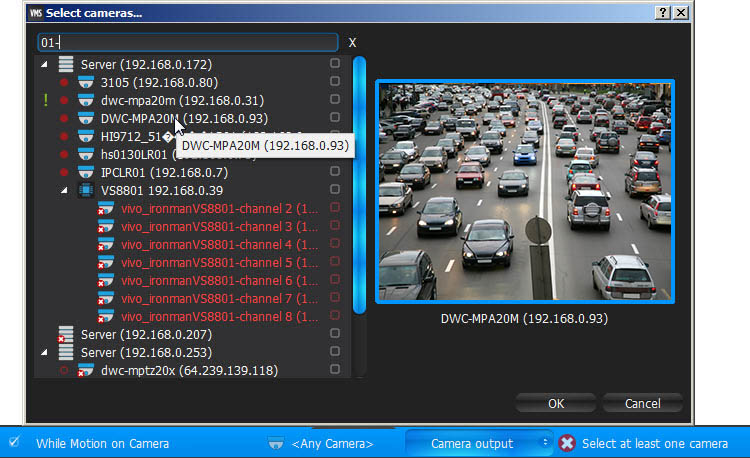 VMS Select cameras...
01-
X
Server (192.168.0.172)
3105 (192.168.0.80)
dwc-mpa20m (192.168.0.31)
DWC-MPA20M (192.168.0.93)
HI9712_51
DWC-MPA20M (192.168.0.93)
hs0130LR01
IPCLR01 (192.168.0.7)
VS8801 192.168.0.39
vivo_ironmanVS8801-channel 2 (1...
vivo_ironmanVS8801-channel 3 (1...
vivo_ironmanVS8801-channel 4 (1...
vivo_ironmanVS8801-channel 5 (1...
vivo_ironmanVS8801-channel 6 (1...
vivo_ironmanVS8801-channel 7 (1...
vivo_ironmanVS8801-channel 8 (1...
Server (192.168.0.207)
Server (192.168.0.253)
dwc-mptz20x (64.239.139.118)
DWC-MPA20M (192.168.0.93)
OK
Cancel
While Motion on Camera
<Any Camera>
Camera output
Select at least one camera